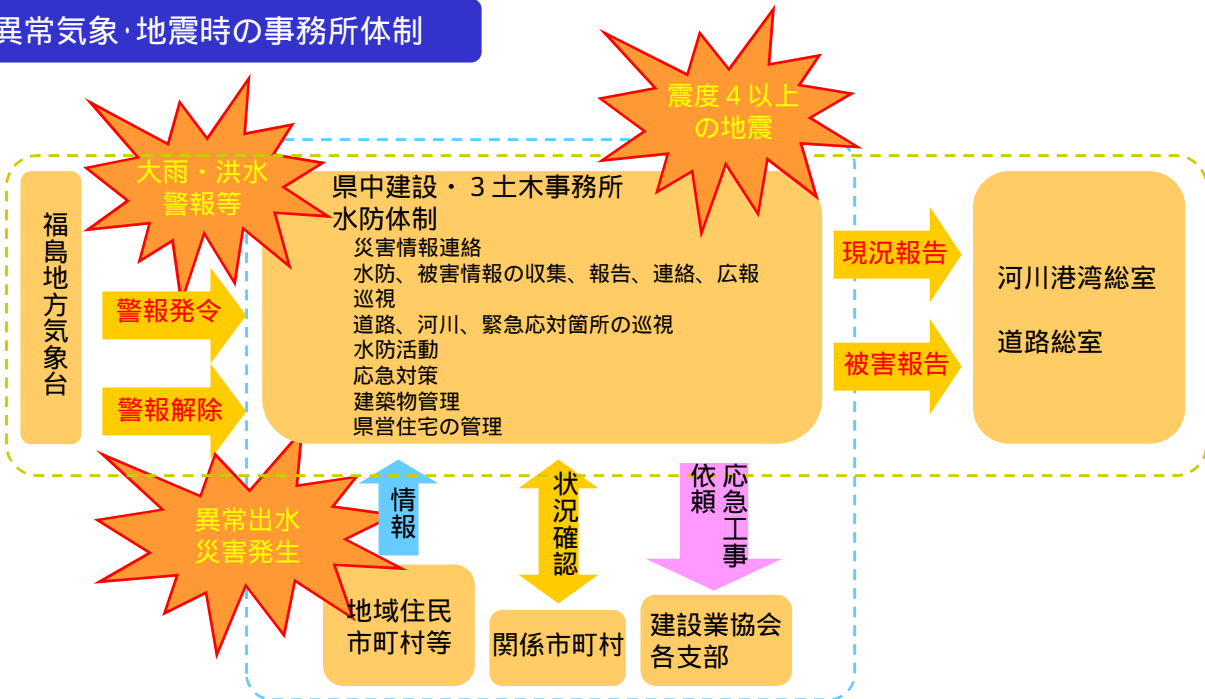 異常気象・地震時の事務所体制
震度４以上
の地震
大雨・洪水
警報等
福島地方気象台
警報発令
警報解除
県中建設・３土木事務所
水防体制
災害情報連絡
水防、被害情報の収集、報告、連絡、広報
巡視
道路、河川、緊急応対箇所の巡視
水防活動
応急対策
建築物管理
県営住宅の管理
現況報告
被害報告
河川港湾総室
道路総室
異常出水
災害発生
情報
状況確認
応急工事
依頼
地域住民
市町村等
関係市町村
建設業協会
各支部